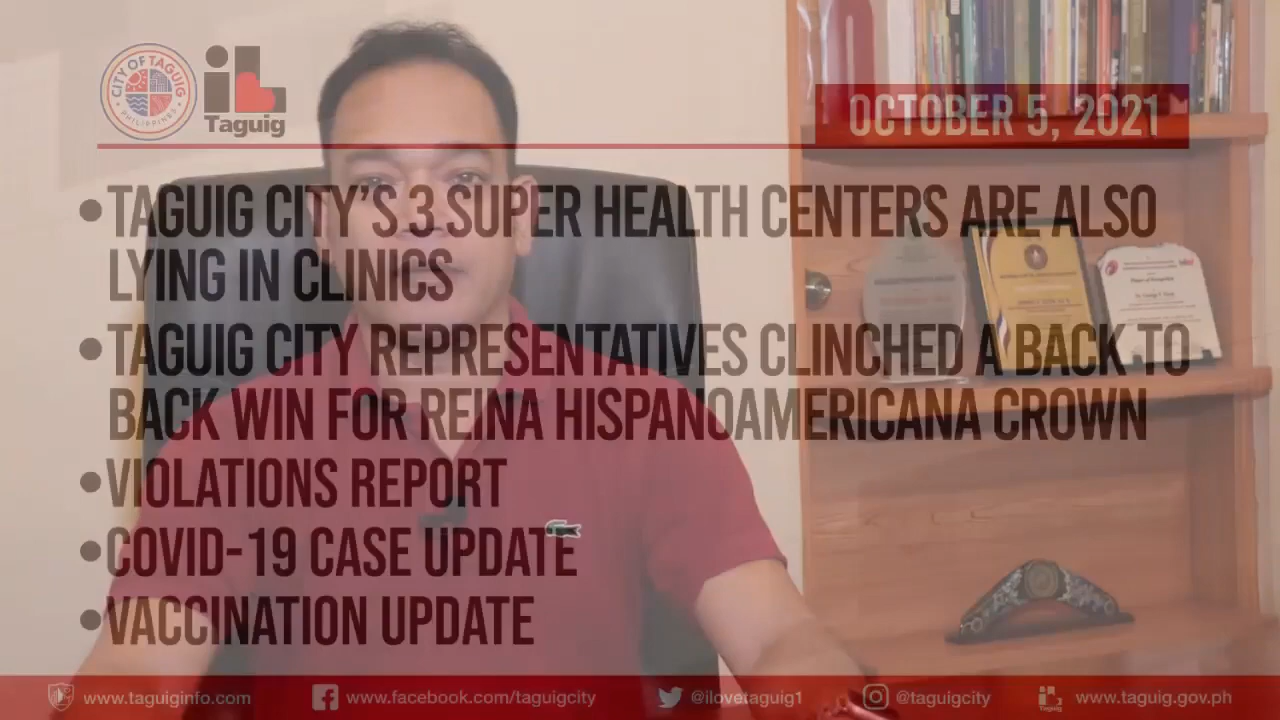 CITY OF TAGUIG
PHILIPPINES
iL
Taguig
OCTOBER 5, 2021
•TAGUIG CITY'S 3 SUPER HEALTH CENTERS ARE ALSO
LYING IN CLINICS
•TAGUIG CITY REPRESENTATIVES CLINCHED A BACK TO
BACK WIN FOR REINA HISPANOAMERICANA CROWN
•VIOLATIONS REPORT
•COVID-19 CASE UPDATE
•VACCINATION UPDATE
www.taguiginfo.com
www.facebook.com/taguigcity
@ilovetaguig1
@taguigcity
www.taguig.gov.ph